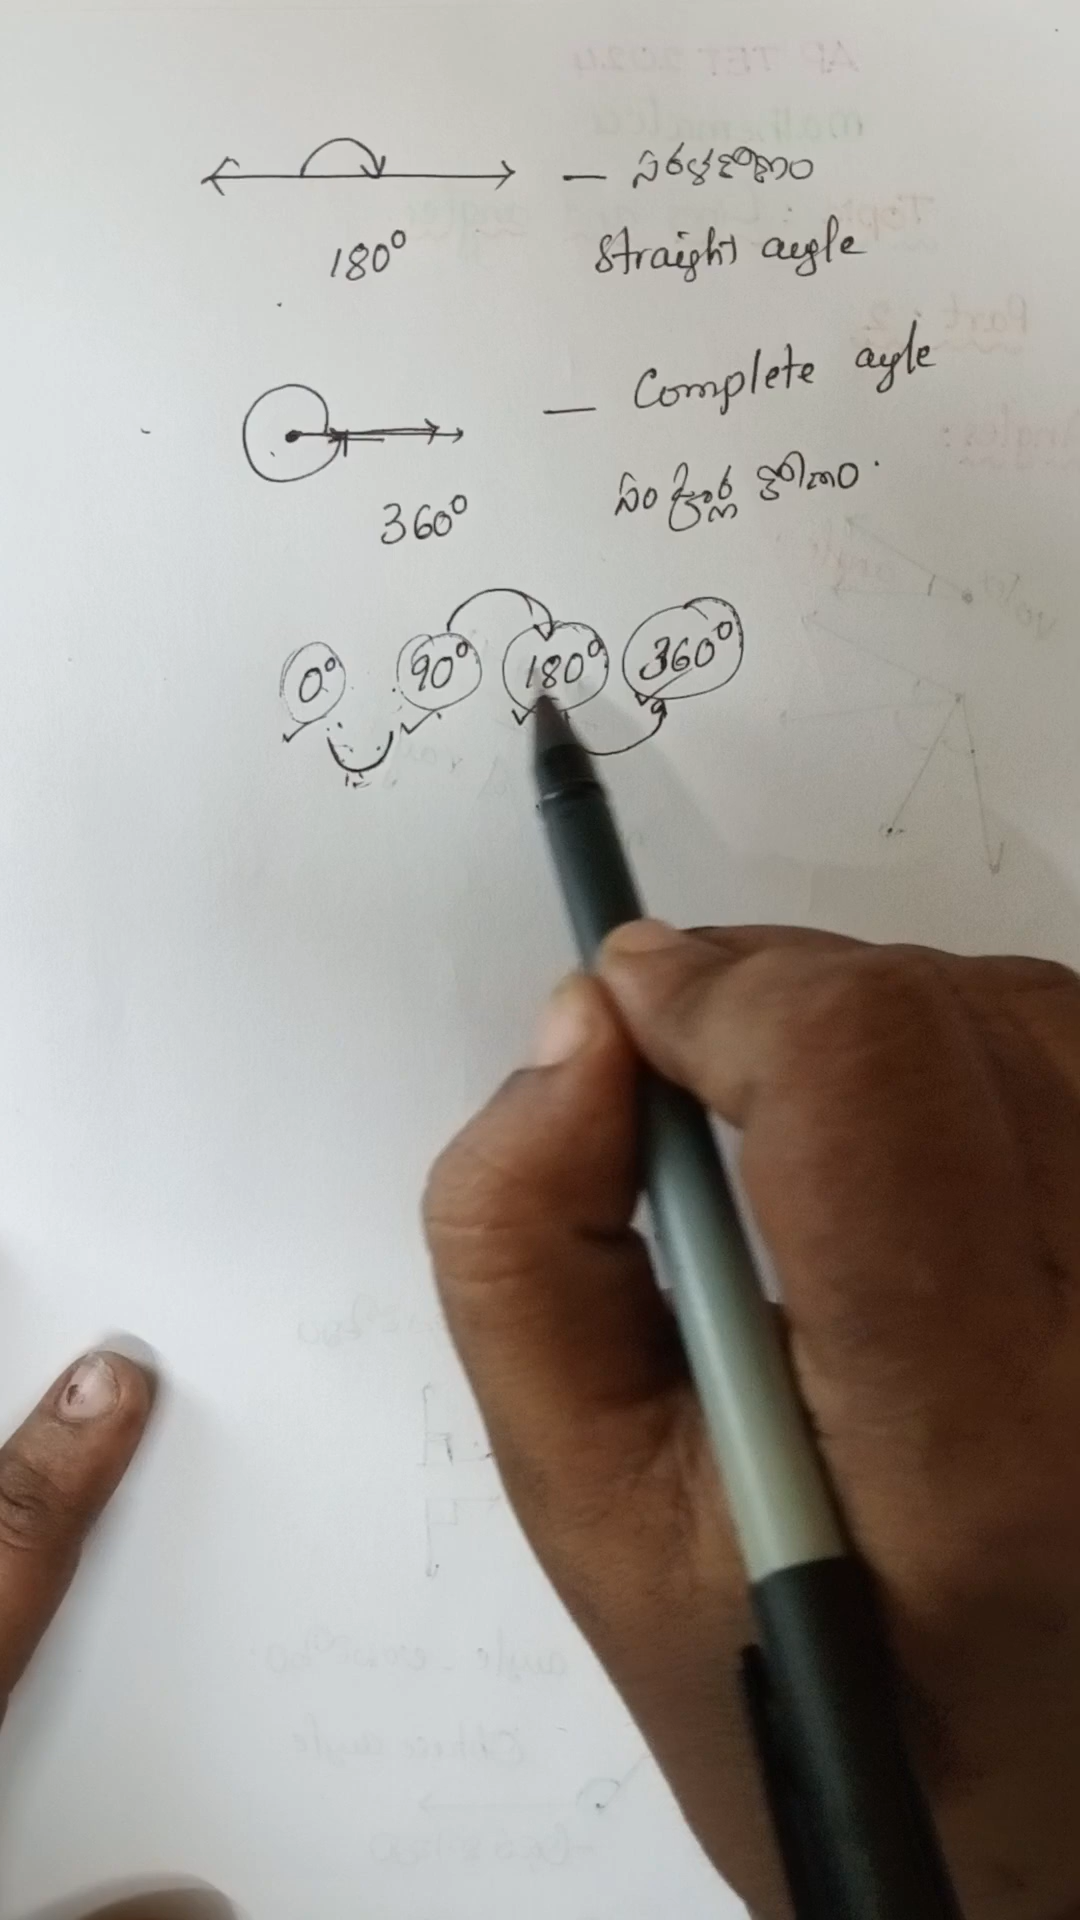 — సరళకోణం
180° straight angle
— Complete angle
360° సంపూర్ణ కోణం.
0° 90° 180° 360°